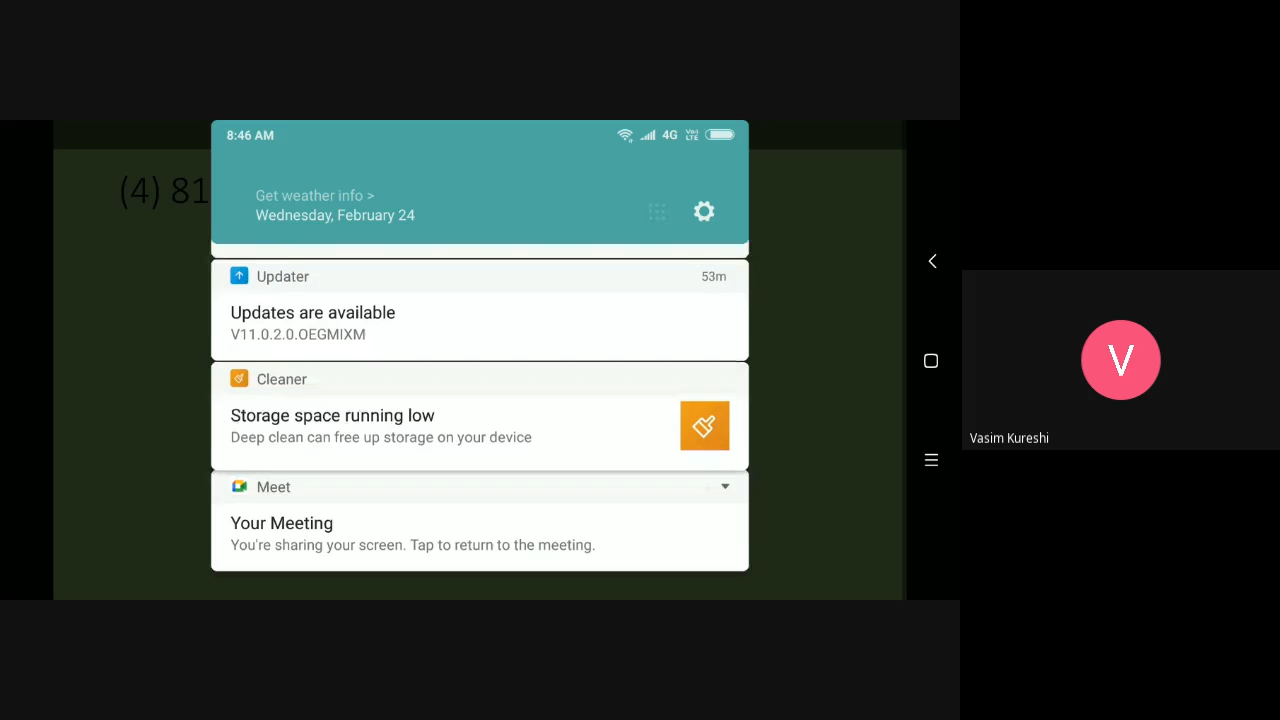 8:46 AM
4G
Vo)
LTE
Get weather info >
Wednesday, February 24
(4) 81
Updater
53m
Updates are available
V11.0.2.0.OEGMIXM
Cleaner
Storage space running low
Deep clean can free up storage on your device
Meet
Your Meeting
You're sharing your screen. Tap to return to the meeting.
V
Vasim Kureshi